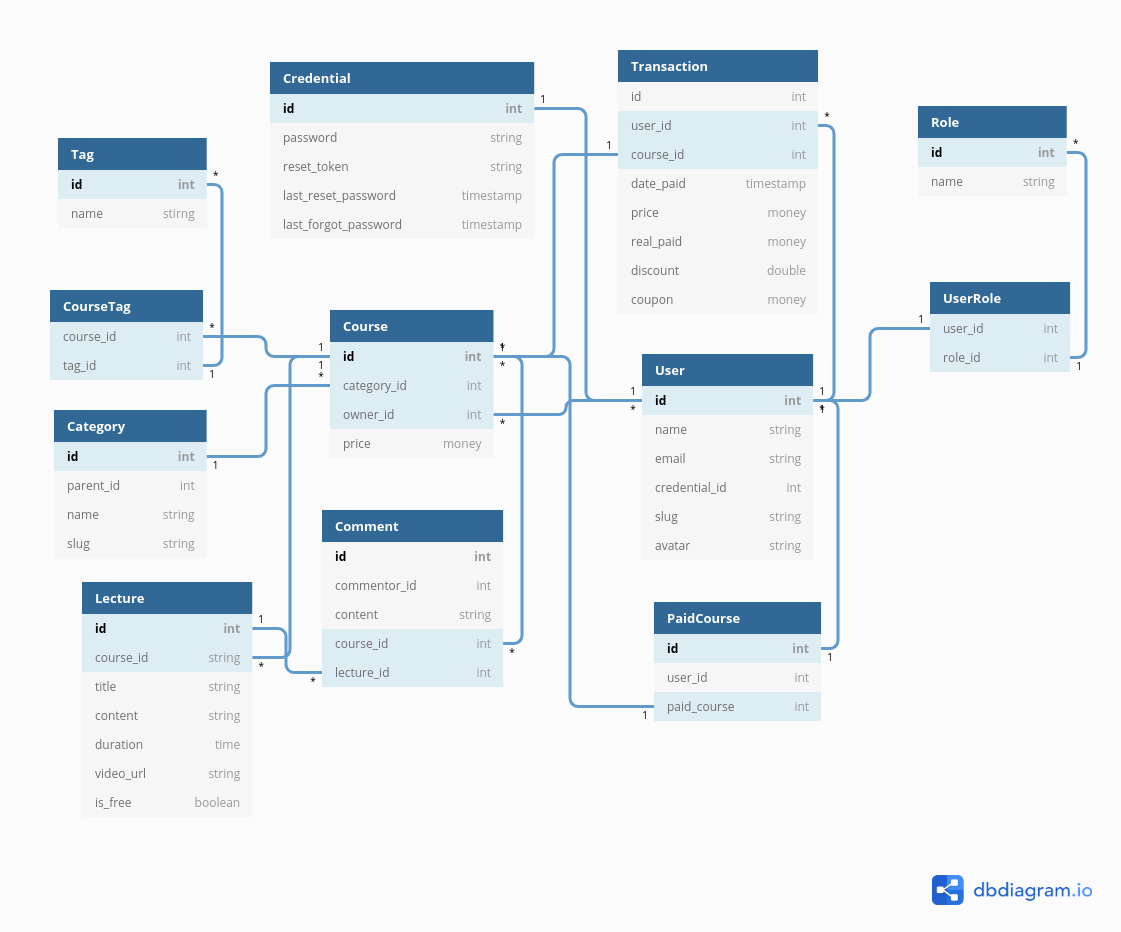 Credential
id int
password string
reset_token string
last_reset_password timestamp
last_forgot_password timestamp
1
Transaction
id int
user_id int
course_id int
date_paid timestamp
price money
real_paid money
discount double
coupon money
*
1
Role
id int
name string
*
Tag
id int
name stirng
*
CourseTag
course_id int
tag_id int
*
1
Course
id int
category_id int
owner_id int
price money
1
1
*
*
*
UserRole
user_id int
role_id int
1
1
User
id int
name string
email string
credential_id int
slug string
avatar string
1
*
1
Category
id int
parent_id int
name string
slug string
1
Comment
id int
commentor_id int
content string
course_id int
lecture_id int
*
*
Lecture
id int
course_id string
title string
content string
duration time
video_url string
is_free boolean
1
*
PaidCourse
id int
user_id int
paid_course int
1
1
dbdiagram.io